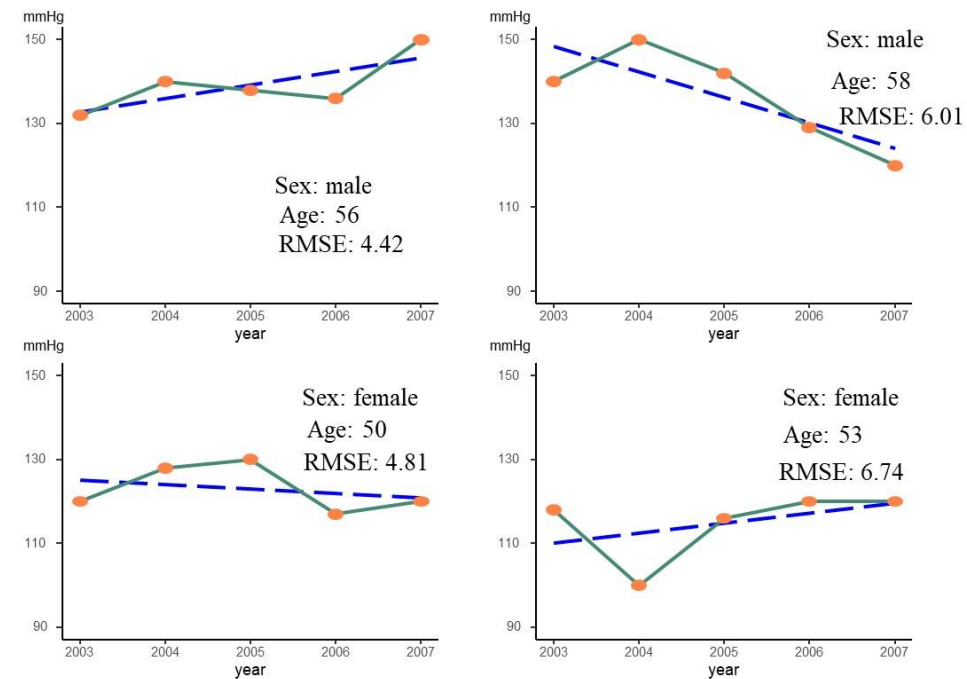 mmHg
150
130
110
90
Sex: male
Age: 56
RMSE: 4.42
2003 2004 2005 2006 2007
year
mmHg
150
130
110
90
Sex: male
Age: 58
RMSE: 6.01
2003 2004 2005 2006 2007
year
mmHg
150
130
110
90
Sex: female
Age: 50
RMSE: 4.81
2003 2004 2005 2006 2007
year
mmHg
150
130
110
90
Sex: female
Age: 53
RMSE: 6.74
2003 2004 2005 2006 2007
year